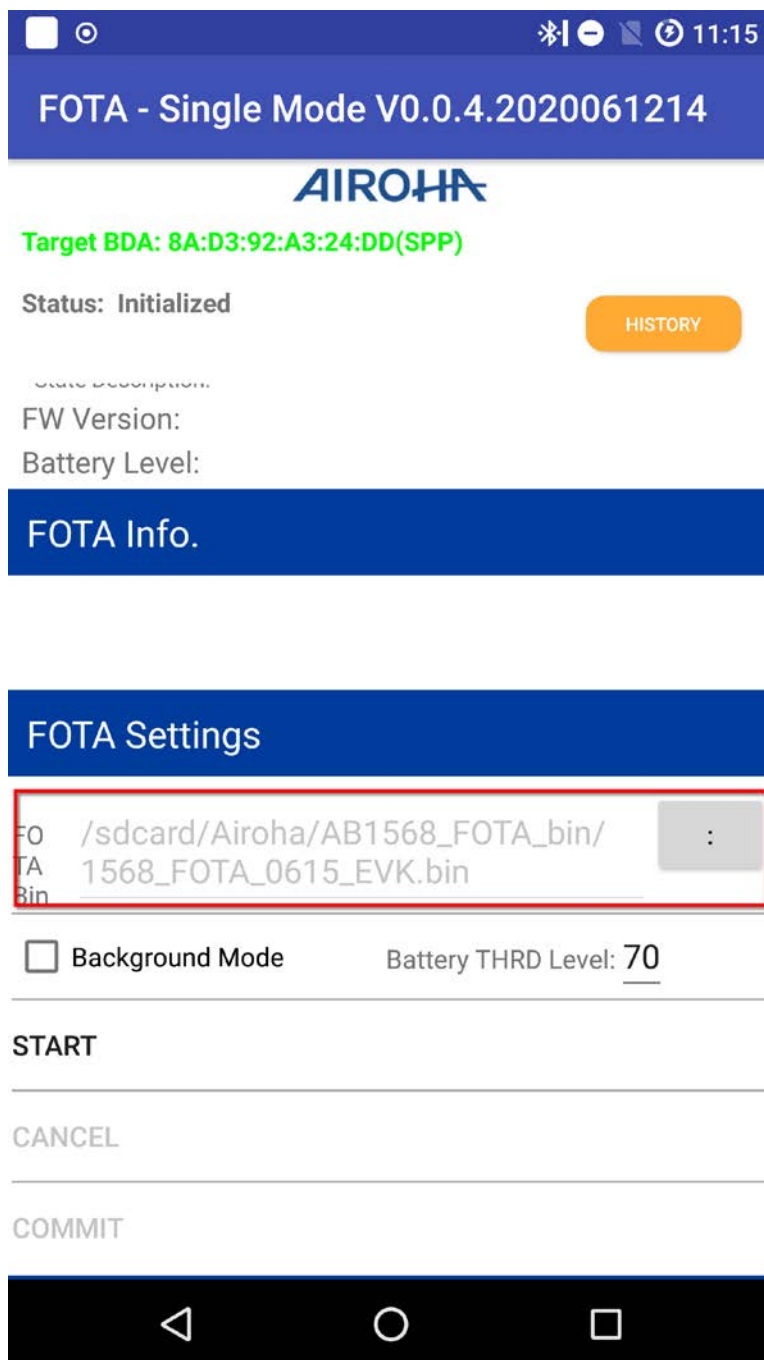 11:15
FOTA - Single Mode V0.0.4.2020061214
AIROHA
Target BDA: 8A:D3:92:A3:24:DD(SPP)
Status: Initialized
HISTORY
State Description:
FW Version:
Battery Level:
FOTA Info.
FOTA Settings
FO
TA
Bin
/sdcard/Airoha/AB1568_FOTA_bin/
1568_FOTA_0615_EVK.bin
:
Background Mode
Battery THRD Level: 70
START
CANCEL
COMMIT